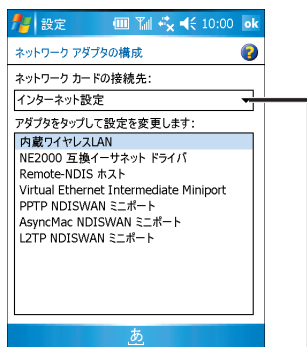 設定 10:00 ok
ネットワーク アダプタの構成
ネットワーク カードの接続先:
インターネット設定
アダプタをタップして設定を変更します:
内蔵ワイヤレスLAN
NE2000 互換イーサネット ドライバ
Remote-NDIS ホスト
Virtual Ethernet Intermediate Miniport
PPTP NDISWAN ミニポート
AsyncMac NDISWAN ミニポート
L2TP NDISWAN ミニポート
あ